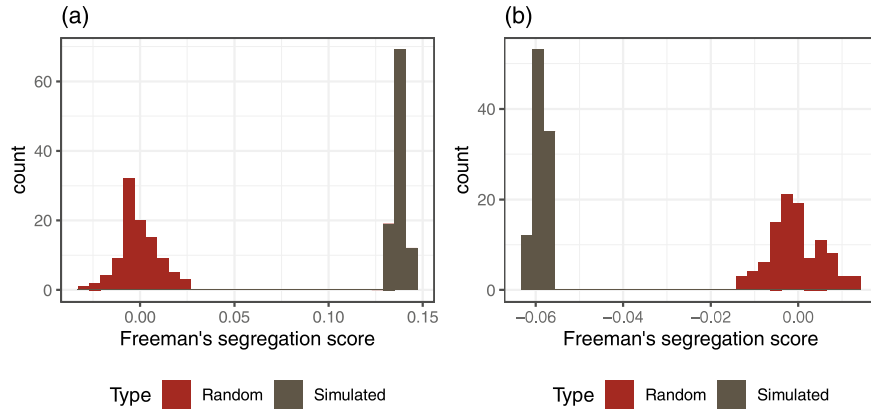 (a)
60
40
20
0
count
0.00 0.05 0.10 0.15
Freeman's segregation score
Type Random Simulated
(b)
40
20
0
count
−0.06 −0.04 −0.02 0.00
Freeman's segregation score
Type Random Simulated